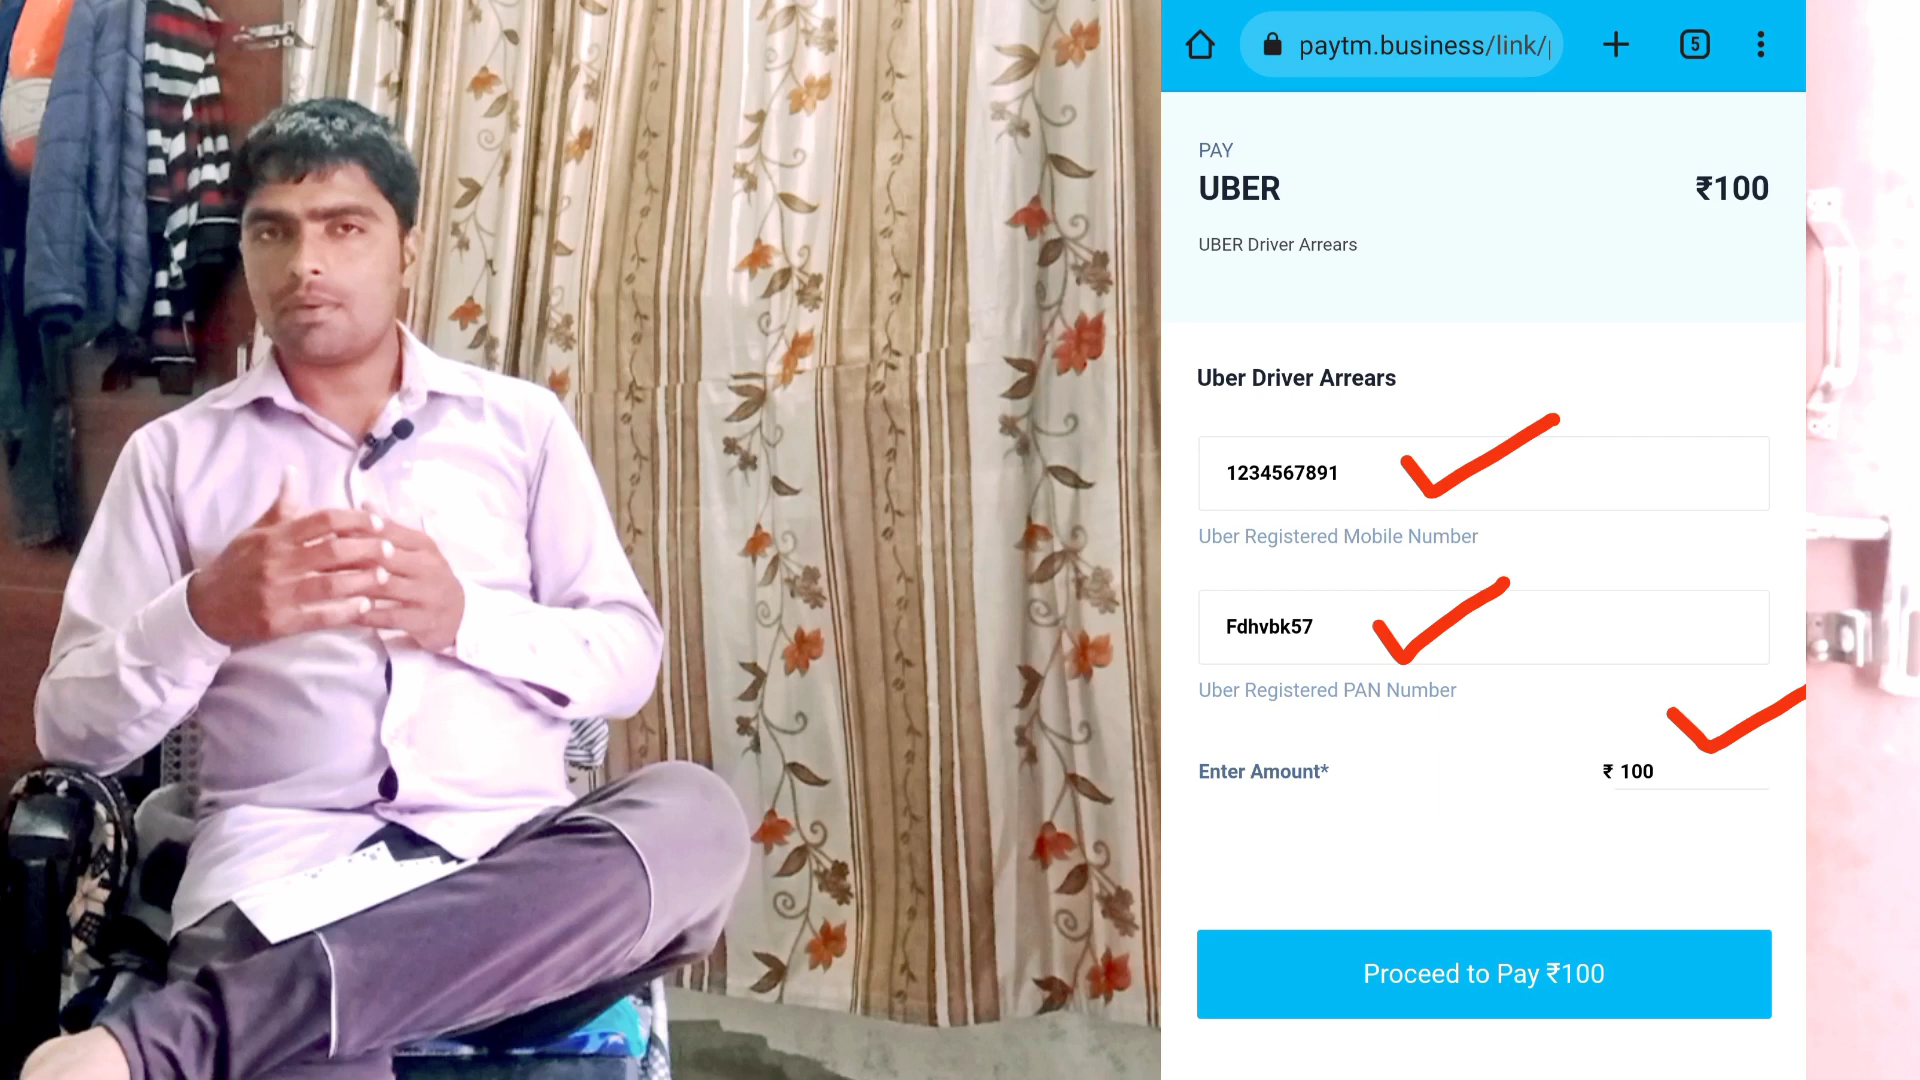 paytm.business/link/
5
PAY
UBER ₹100
UBER Driver Arrears
Uber Driver Arrears
1234567891
Uber Registered Mobile Number
Fdhvbk57
Uber Registered PAN Number
Enter Amount* ₹ 100
Proceed to Pay ₹100